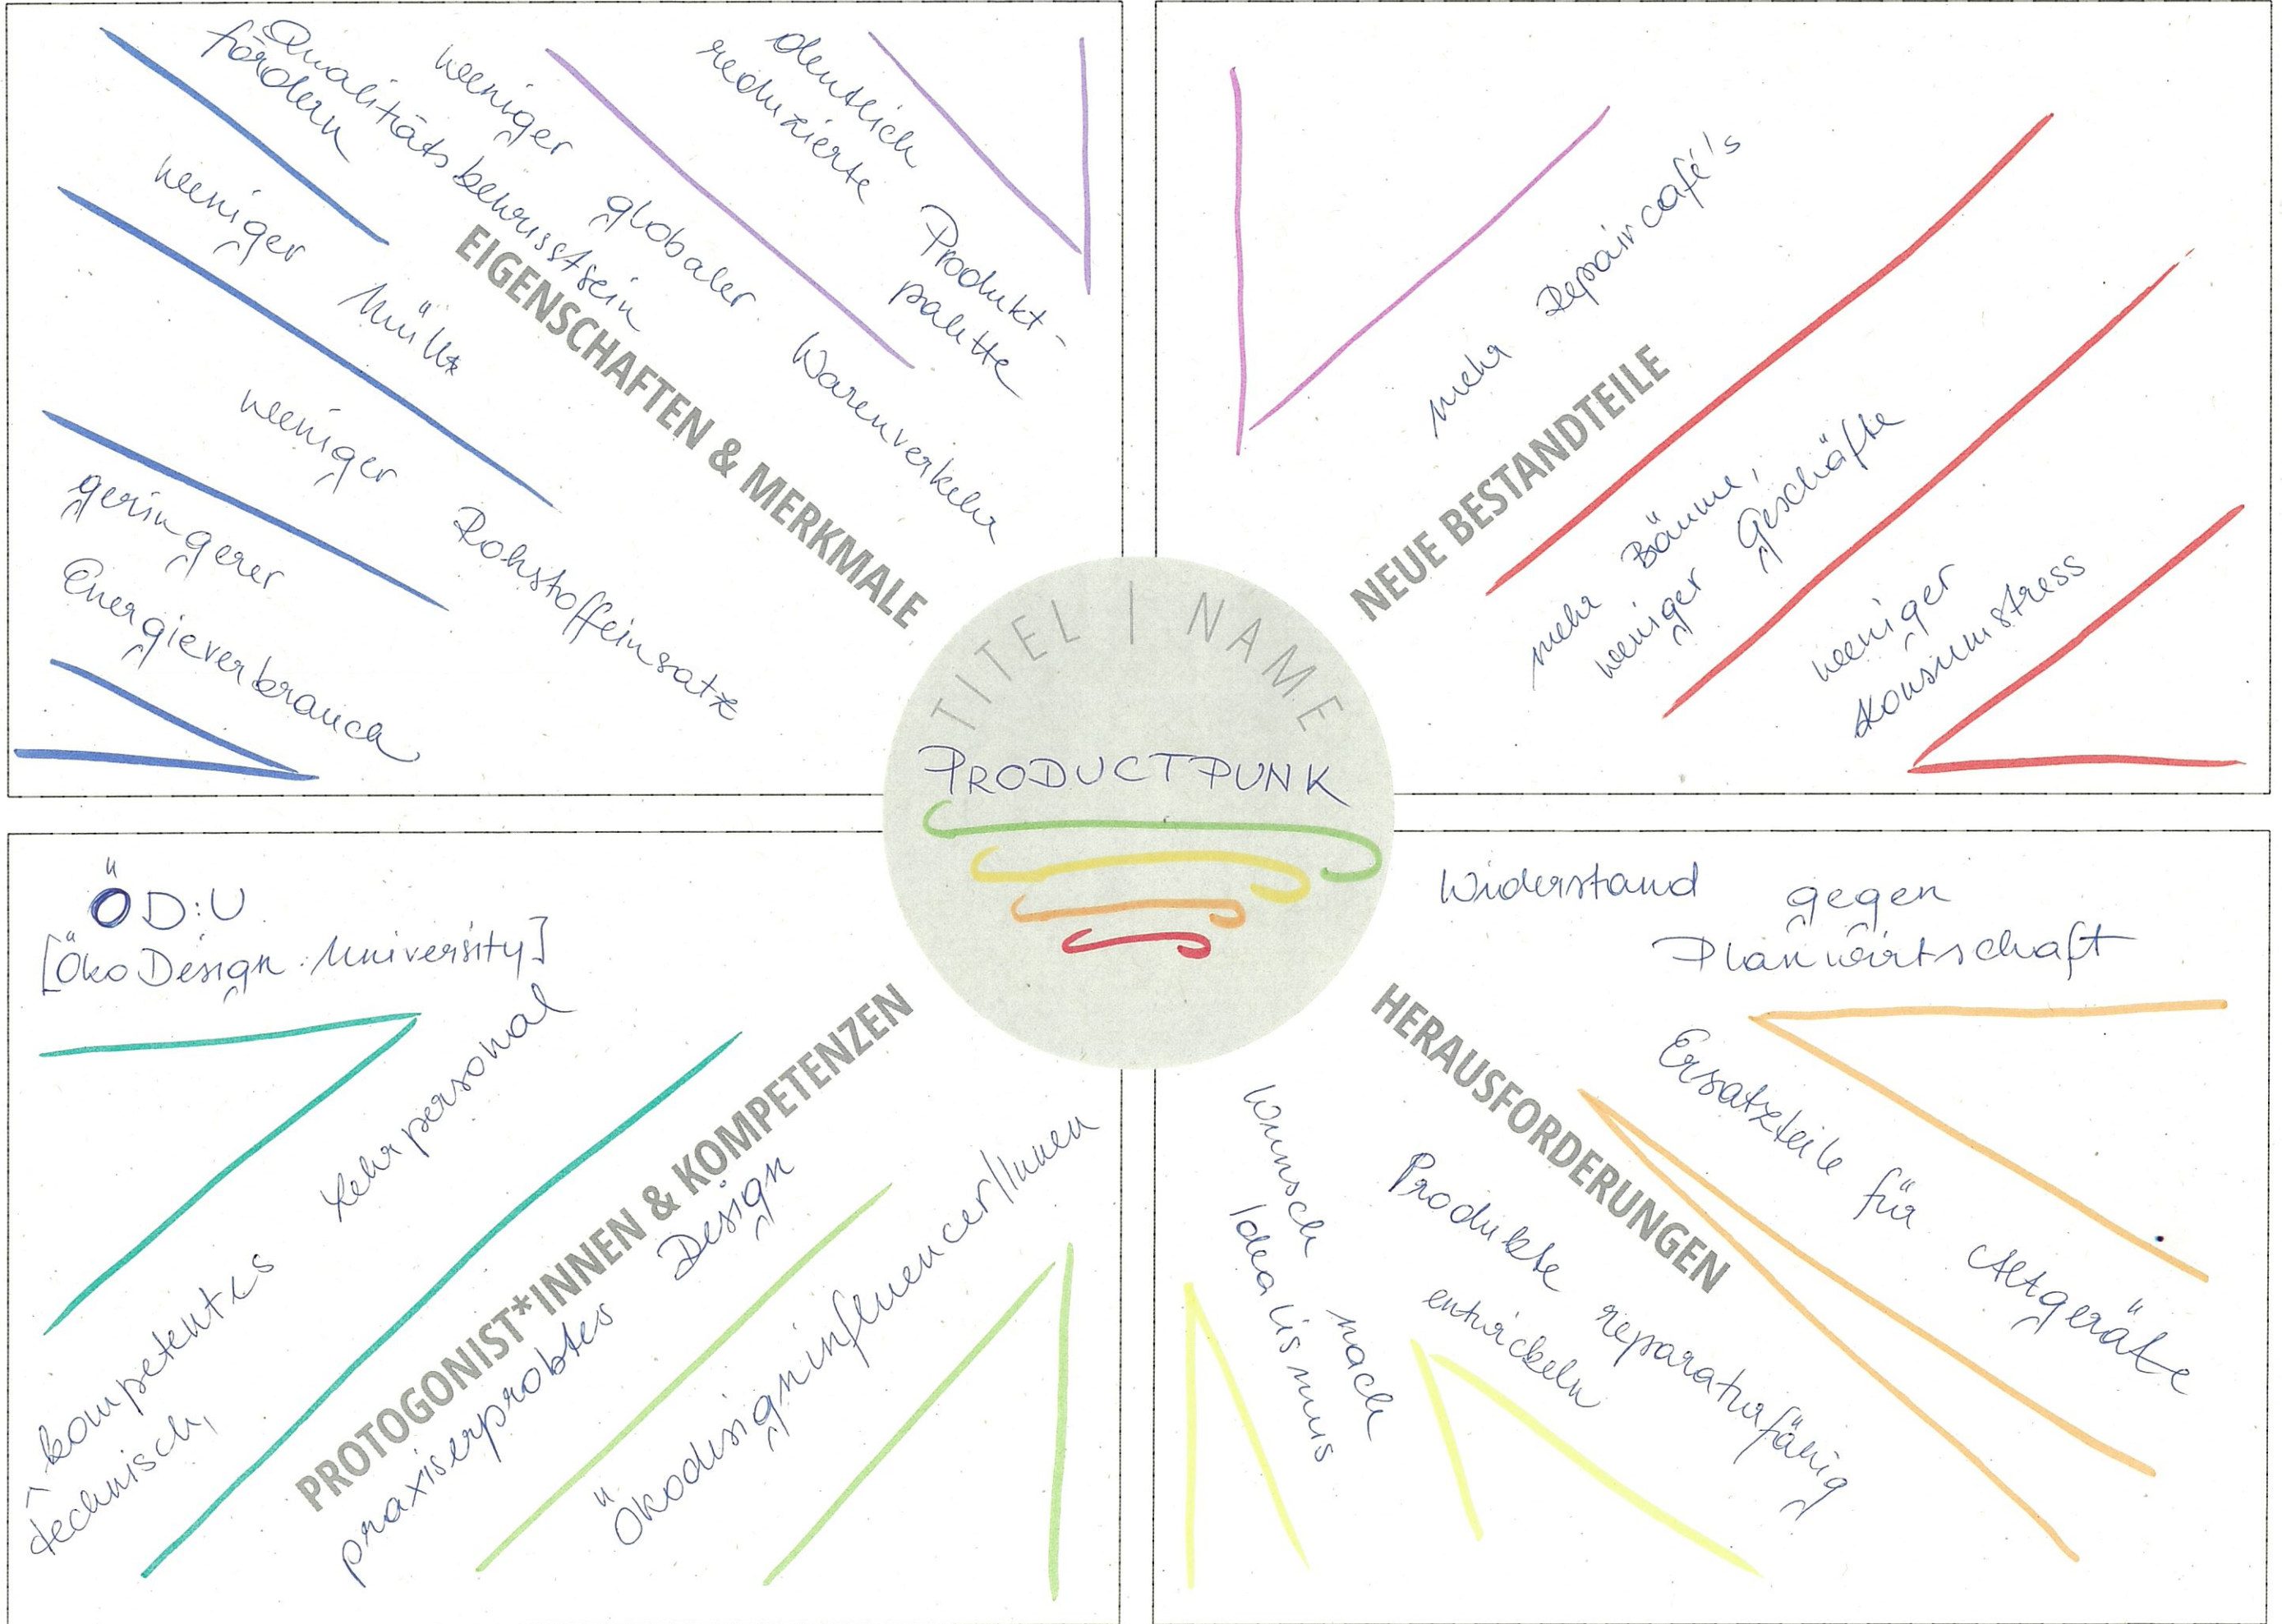 Qualitätsbewusstsein
fördern
weniger globaler Warenverkehr
deutlich
reduzierte Produkt-
palette
weniger Müll
weniger Rohstoffeinsatz
geringerer
Energieverbrauch
EIGENSCHAFTEN & MERKMALE
mehr Repaircafé's
NEUE BESTANDTEILE
mehr Bäume,
weniger Geschäfte
weniger
Konsumstress
TITEL | NAME
PRODUCTPUNK
ÖD:U
[ÖkoDesign:University]
kompetentes Lehrpersonal
technisch,
PROTOGONIST*INNEN & KOMPETENZEN
praxiserprobtes Design
Ökodesigninfluencer/Innen
Widerstand gegen
Planwirtschaft
HERAUSFORDERUNGEN
Ersatzteile für Altgeräte
Produkte reparaturfähig
entwickeln
Wunsch nach
Idealismus